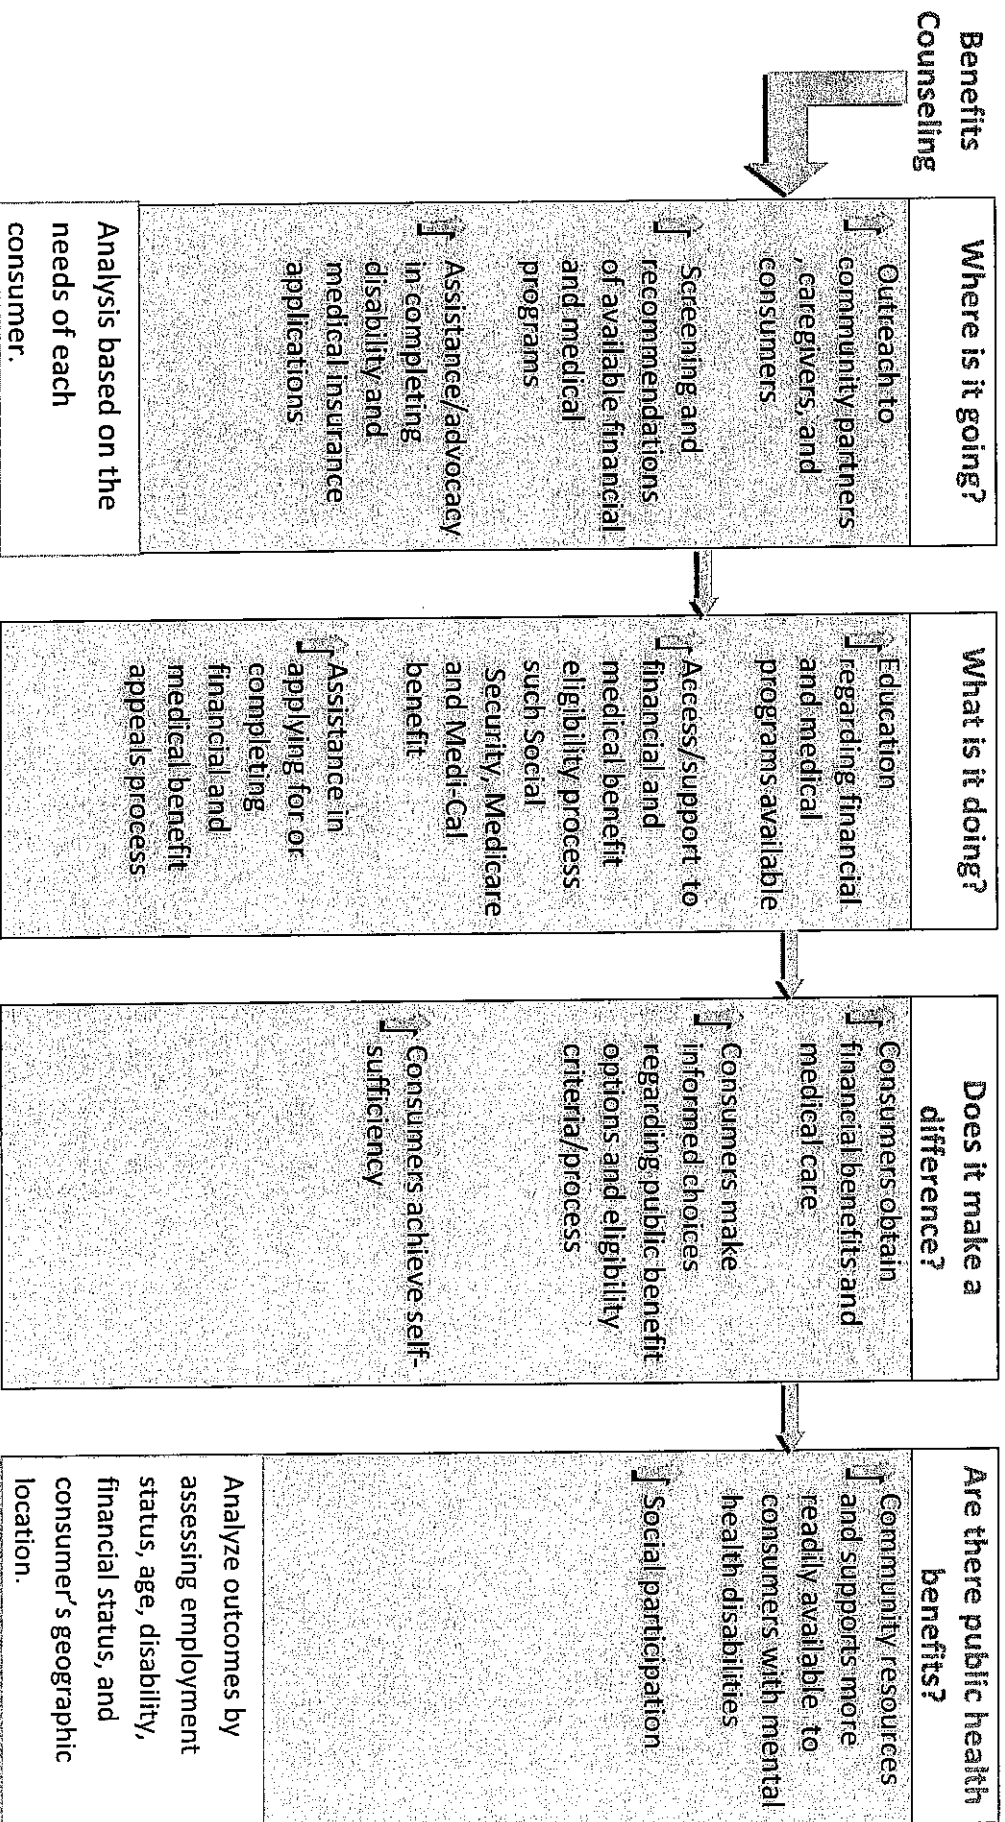 Benefits
Counseling
Where is it going?
Outreach to
community partners
, caregivers, and
consumers
Screening and
recommendations
of available financial
and medical
programs
Assistance/advocacy
in completing
disability and
medical insurance
applications
Analysis based on the
needs of each
consumer.
What is it doing?
Education
regarding financial
and medical
programs available
Access/support to
financial and
medical benefit
eligibility process
such Social
Security, Medicare
and Medi-Cal
benefit
Assistance in
applying for or
completing
financial and
medical benefit
appeals process
Does it make a
difference?
Consumers obtain
financial benefits and
medical care
Consumers make
informed choices
regarding public benefit
options and eligibility
criteria/process
Consumers achieve self-
sufficiency
Are there public health
benefits?
Community resources
and supports more
readily available to
consumers with mental
health disabilities
Social participation
Analyze outcomes by
assessing employment
status, age, disability,
financial status, and
consumer's geographic
location.